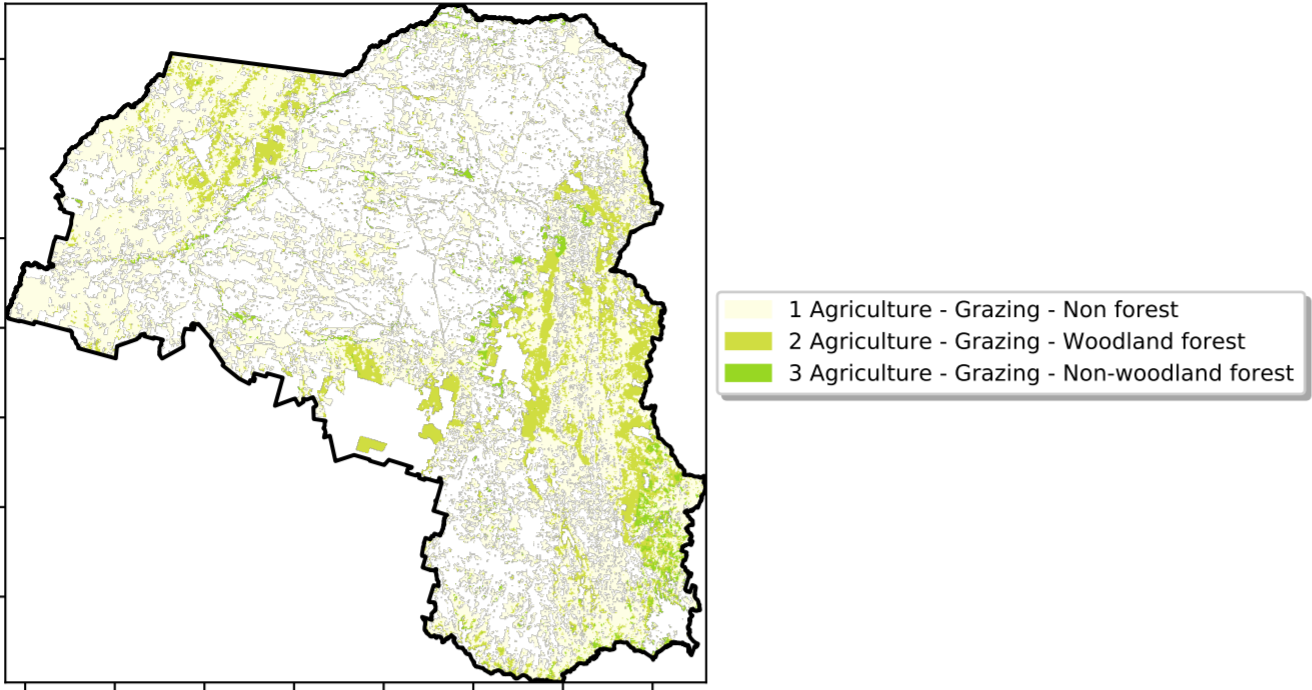 1 Agriculture - Grazing - Non forest
2 Agriculture - Grazing - Woodland forest
3 Agriculture - Grazing - Non-woodland forest